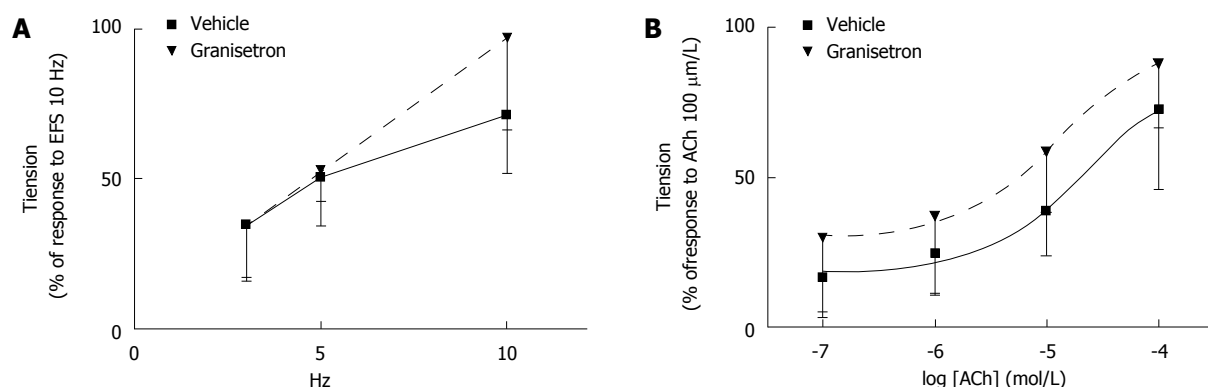 A
Vehicle
Granisetron
Tiension
(% of response to EFS 10 Hz)
100
50
0
0
5
10
Hz
B
Vehicle
Granisetron
Tiension
(% ofresponse to ACh 100 μm/L)
100
50
0
-7
-6
-5
-4
log [ACh] (mol/L)